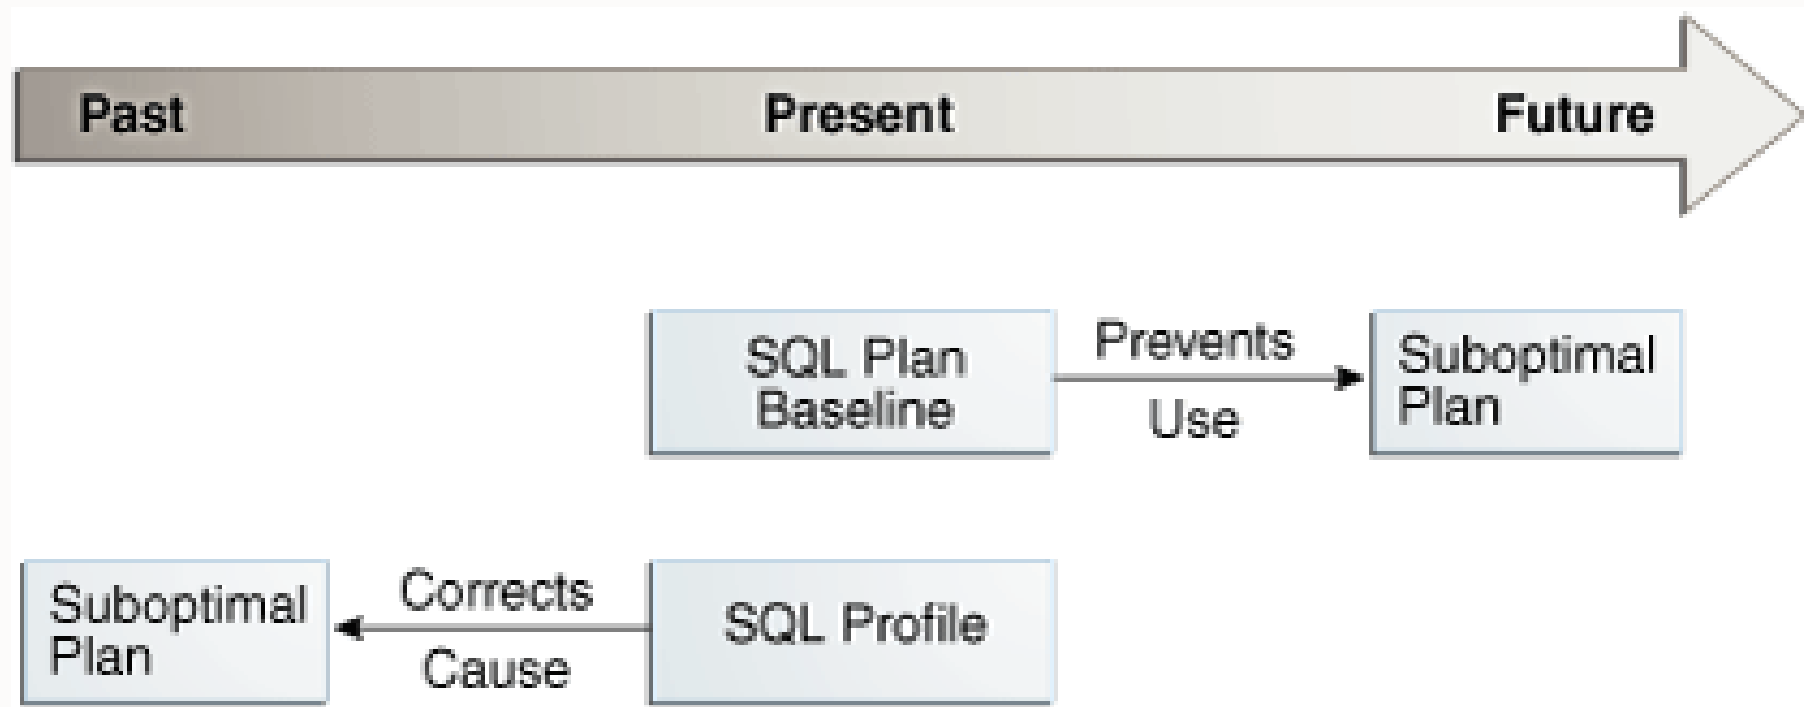 Past Present Future
SQL Plan
Baseline
Prevents
Use
Suboptimal
Plan
Suboptimal
Plan
Corrects
Cause
SQL Profile